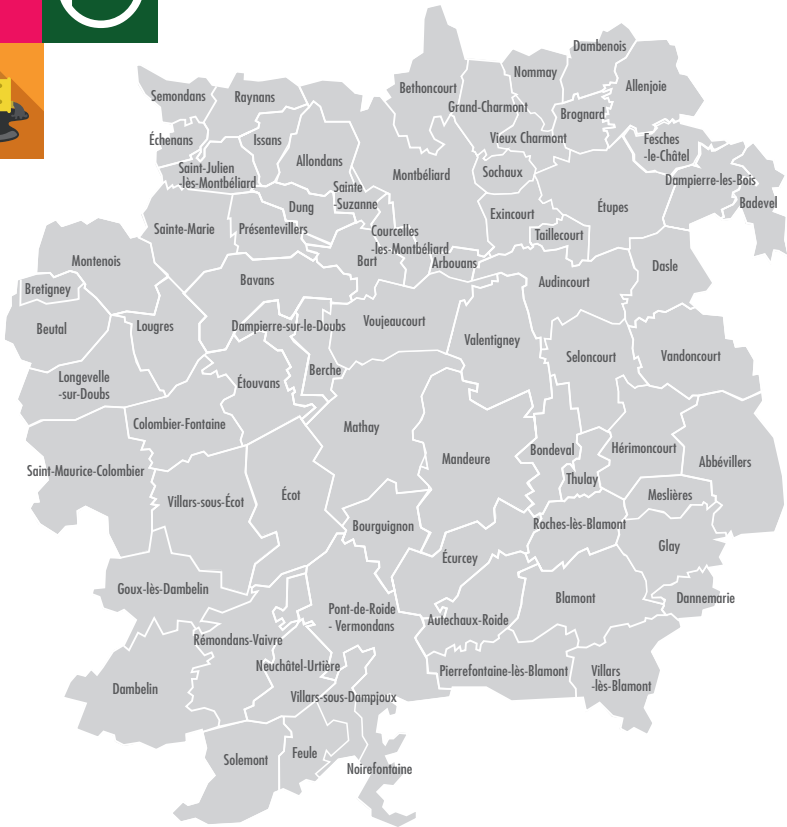 Dambenois
Nommay
Bethoncourt
Allenjoie
Semondans
Raynans
Grand-Charmont
Brognard
Vieux Charmont
Échenans
Issans
Fesches
-le-Châtel
Allondans
Saint-Julien
-lès-Montbéliard
Montbéliard
Sochaux
Dampierre-les-Bois
Sainte
-Suzanne
Badevel
Dung
Exincourt
Étupes
Sainte-Marie
Présentevillers
Courcelles
-les-Montbéliard
Taillecourt
Bart
Arbouans
Montenois
Dasle
Bavans
Audincourt
Bretigney
Beutal
Lougres
Dampierre-sur-le-Doubs
Voujeaucourt
Valentigney
Seloncourt
Vandoncourt
Berche
Longevelle
-sur-Doubs
Étouvans
Colombier-Fontaine
Mathay
Bondeval
Hérimoncourt
Mandeure
Abbévillers
Saint-Maurice-Colombier
Thulay
Villars-sous-Écot
Écot
Meslières
Bourguignon
Roches-lès-Blamont
Glay
Écurcey
Goux-lès-Dambelin
Blamont
Dannemarie
Pont-de-Roide
- Vermondans
Autechaux-Roide
Rémondans-Vaivre
Neuchâtel-Urtière
Pierrefontaine-lès-Blamont
Villars
-lès-Blamont
Dambelin
Villars-sous-Dampjoux
Feule
Solemont
Noirefontaine